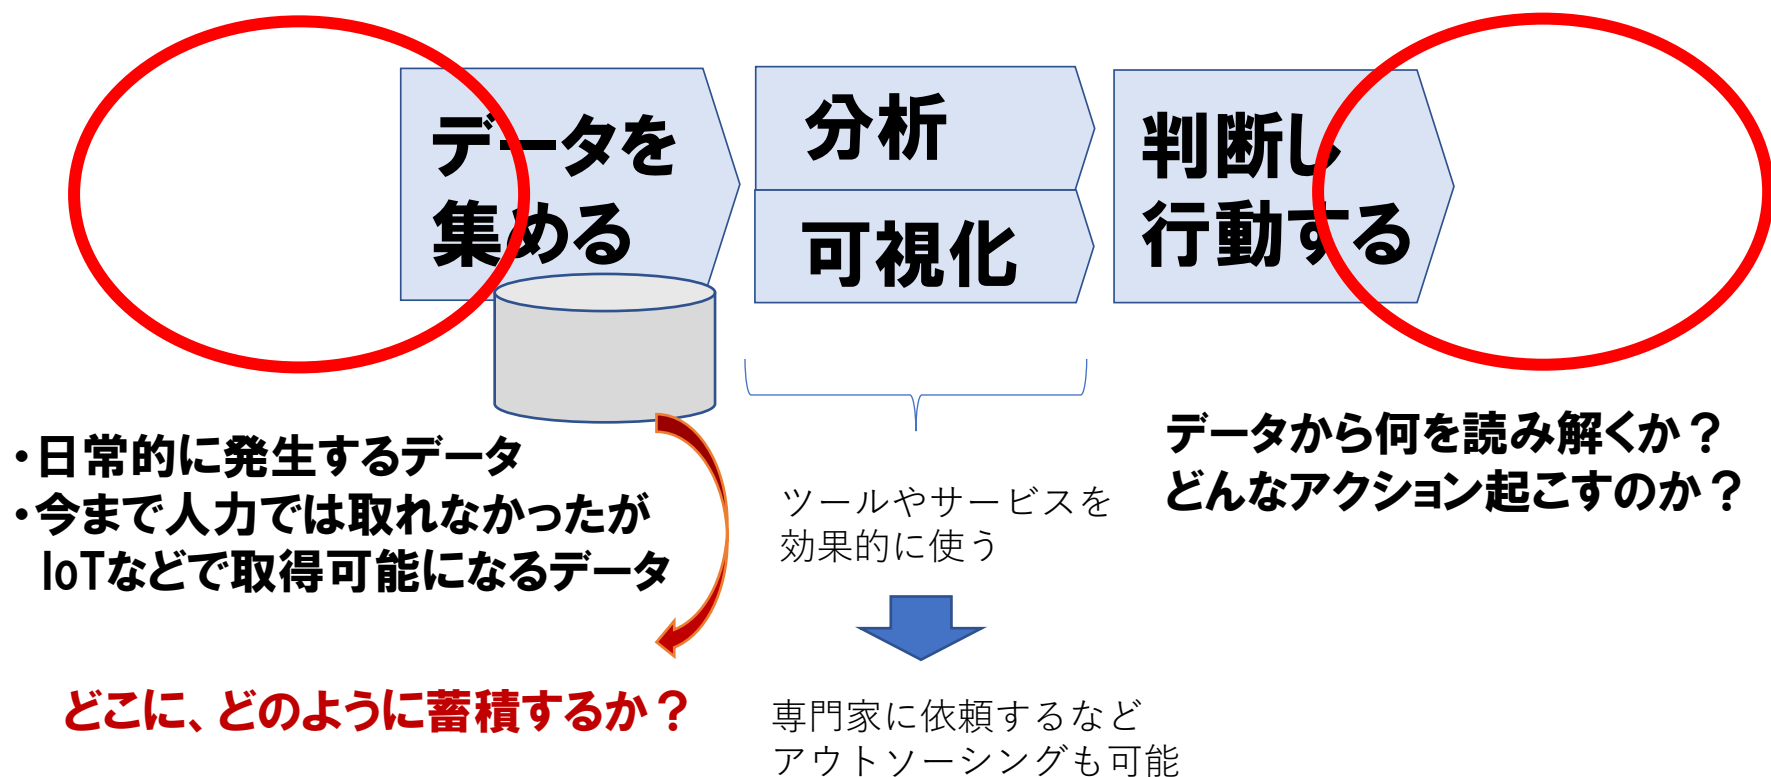 データを
集める
分析
可視化
判断し
行動する
・日常的に発生するデータ
・今まで人力では取れなかったが
IoTなどで取得可能になるデータ
どこに、どのように蓄積するか？
ツールやサービスを
効果的に使う
専門家に依頼するなど
アウトソーシングも可能
データから何を読み解くか？
どんなアクション起こすのか？